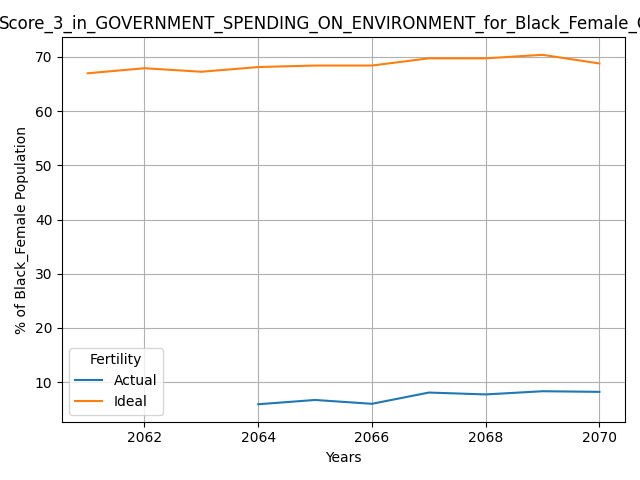 Score_3_in_GOVERNMENT_SPENDING_ON_ENVIRONMENT_for_Black_Female_
70
60
50
40
30
20
10
% of Black_Female Population
Fertility
Actual
Ideal
2062 2064 2066 2068 2070
Years